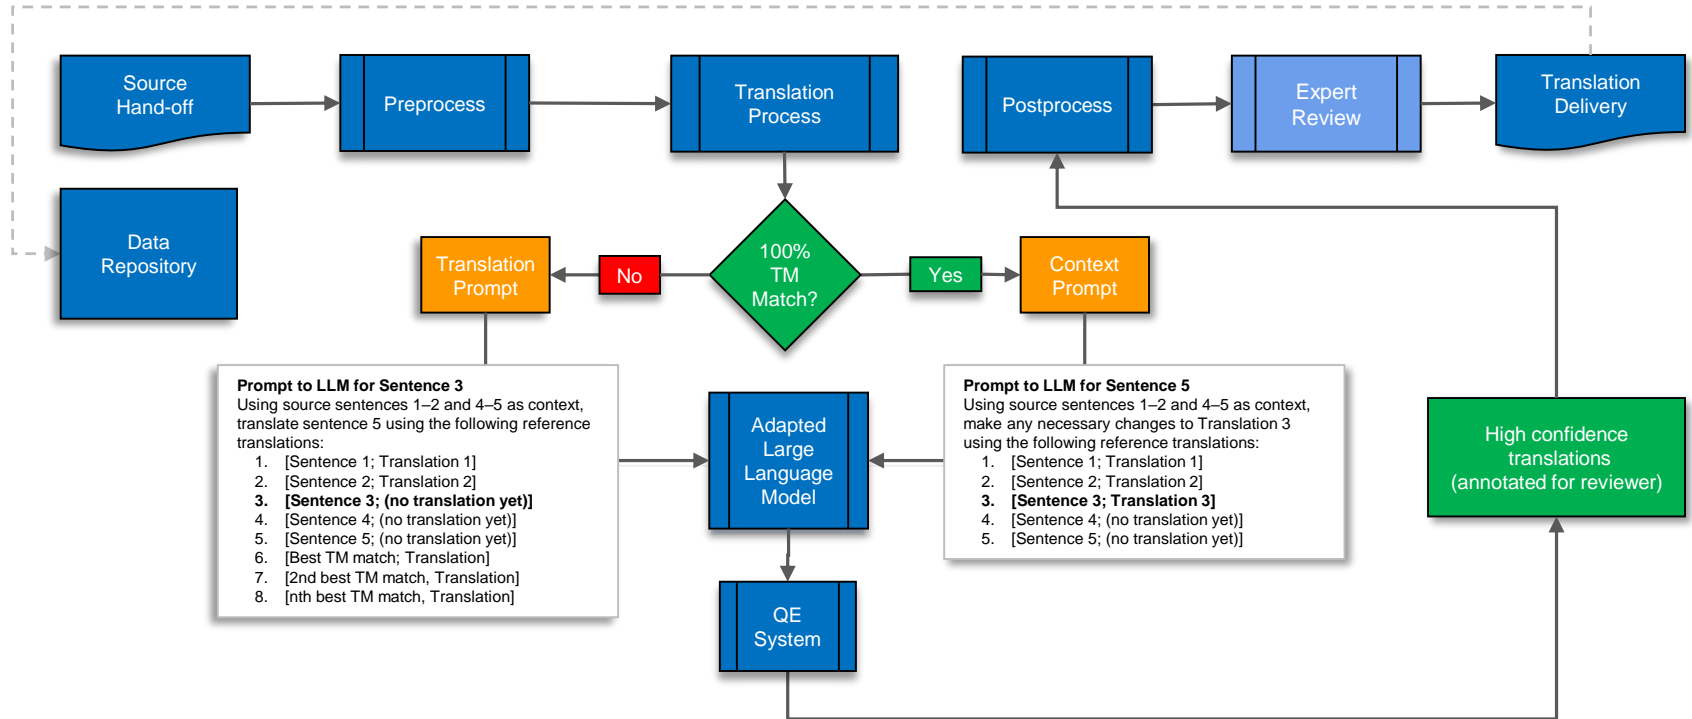 Source
Hand-off
Preprocess
Translation
Process
Postprocess
Expert
Review
Translation
Delivery
Data
Repository
Translation
Prompt
No
100%
TM
Match?
Yes
Context
Prompt
Prompt to LLM for Sentence 3
Using source sentences 1–2 and 4–5 as context,
translate sentence 5 using the following reference
translations:
1. [Sentence 1; Translation 1]
2. [Sentence 2; Translation 2]
3. [Sentence 3; (no translation yet)]
4. [Sentence 4; (no translation yet)]
5. [Sentence 5; (no translation yet)]
6. [Best TM match; Translation]
7. [2nd best TM match, Translation]
8. [nth best TM match, Translation]
Adapted
Large
Language
Model
Prompt to LLM for Sentence 5
Using source sentences 1–2 and 4–5 as context,
make any necessary changes to Translation 3
using the following reference translations:
1. [Sentence 1; Translation 1]
2. [Sentence 2; Translation 2]
3. [Sentence 3; Translation 3]
4. [Sentence 4; (no translation yet)]
5. [Sentence 5; (no translation yet)]
High confidence
translations
(annotated for reviewer)
QE
System